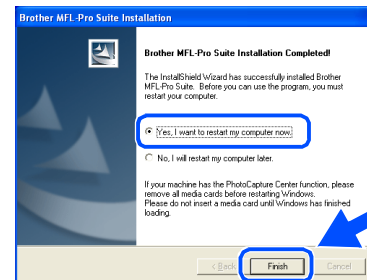 Brother MFL-Pro Suite Installation
Brother MFL-Pro Suite Installation Completed!
The InstallShield Wizard has successfully installed Brother
MFL-Pro Suite. Before you can use the program, you must
restart your computer.
Yes, I want to restart my computer now.
No, I will restart my computer later.
If your machine has the PhotoCapture Center function, please
remove all media cards before restarting Windows.
Please do not insert a media card until Windows has finished
loading.
< Back Finish Cancel